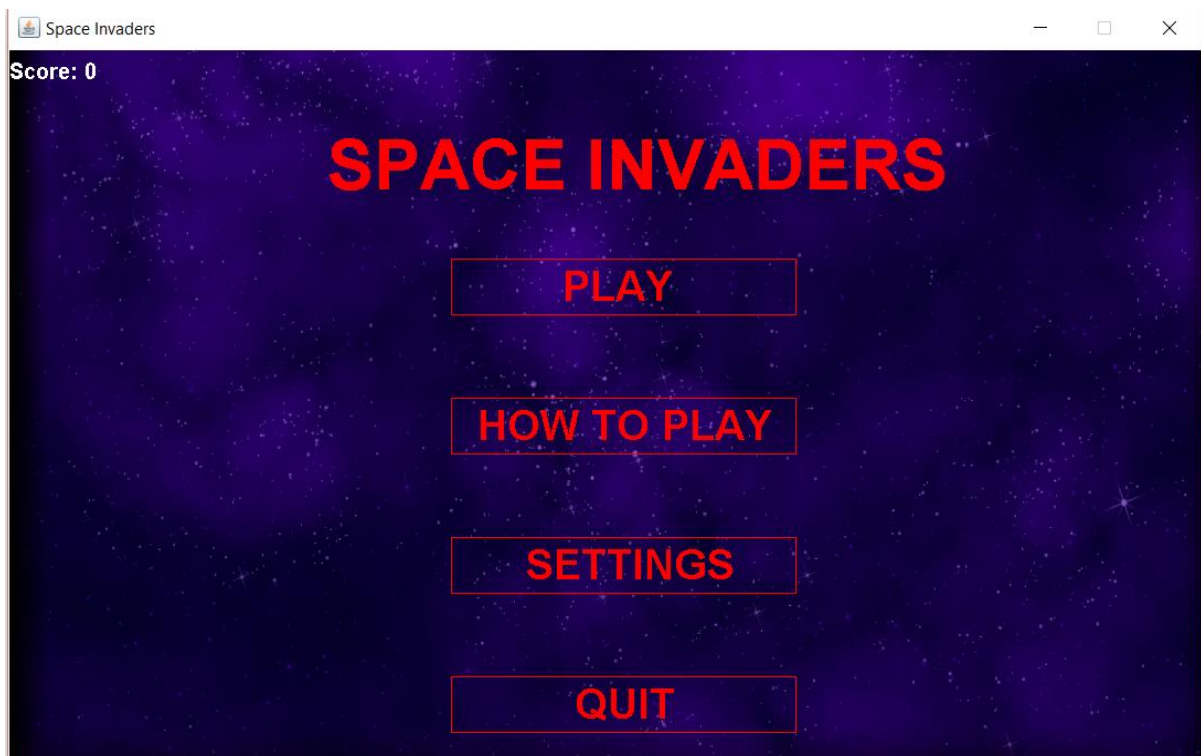 Space Invaders
Score: 0
SPACE INVADERS
PLAY
HOW TO PLAY
SETTINGS
QUIT